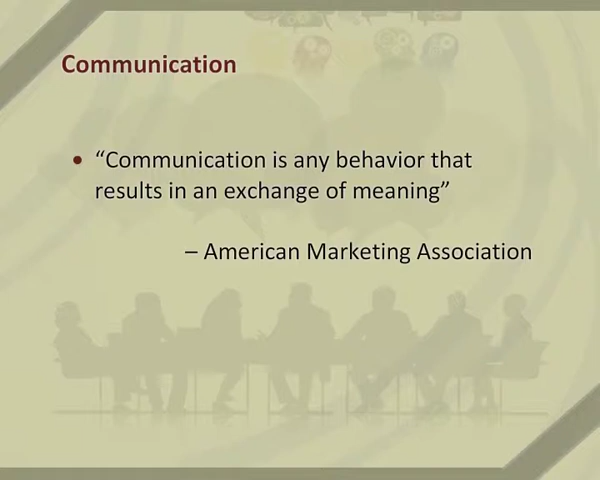 Communication
• “Communication is any behavior that
results in an exchange of meaning”
– American Marketing Association